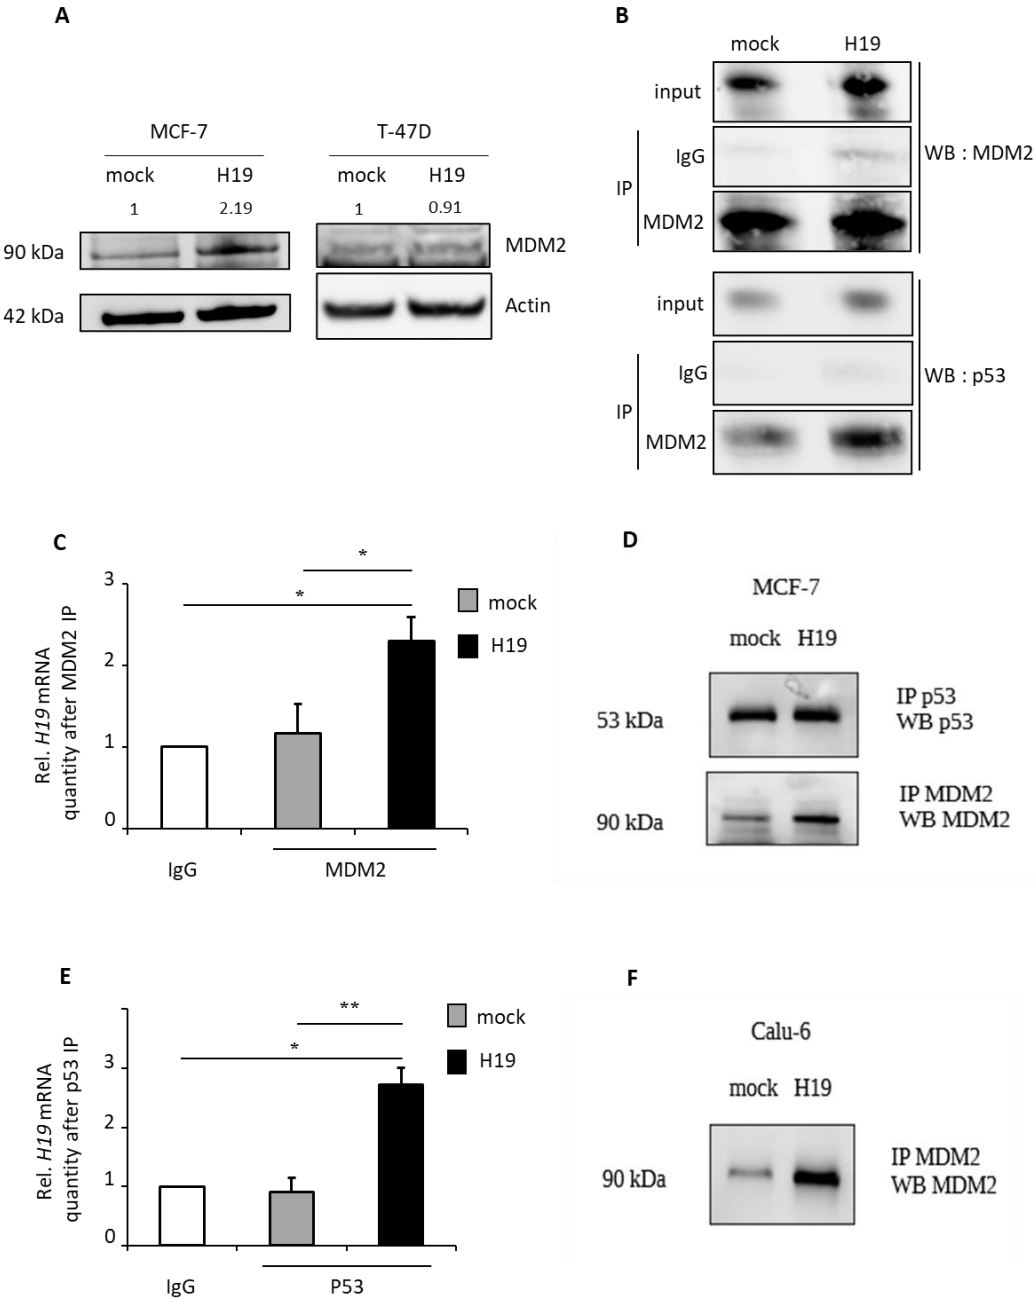 A
MCF-7
T-47D
mock
H19
mock
H19
1
2.19
1
0.91
90 kDa
MDM2
42 kDa
Actin
B
mock
H19
input
IgG
WB : MDM2
IP
MDM2
input
IgG
WB : p53
IP
MDM2
C
*
*
3
2
1
0
Rel. H19 mRNA
quantity after MDM2 IP
mock
H19
IgG
MDM2
D
MCF-7
mock
H19
53 kDa
IP p53
WB p53
90 kDa
IP MDM2
WB MDM2
E
**
*
3
2
1
0
Rel. H19 mRNA
quantity after p53 IP
mock
H19
IgG
P53
F
Calu-6
mock
H19
90 kDa
IP MDM2
WB MDM2